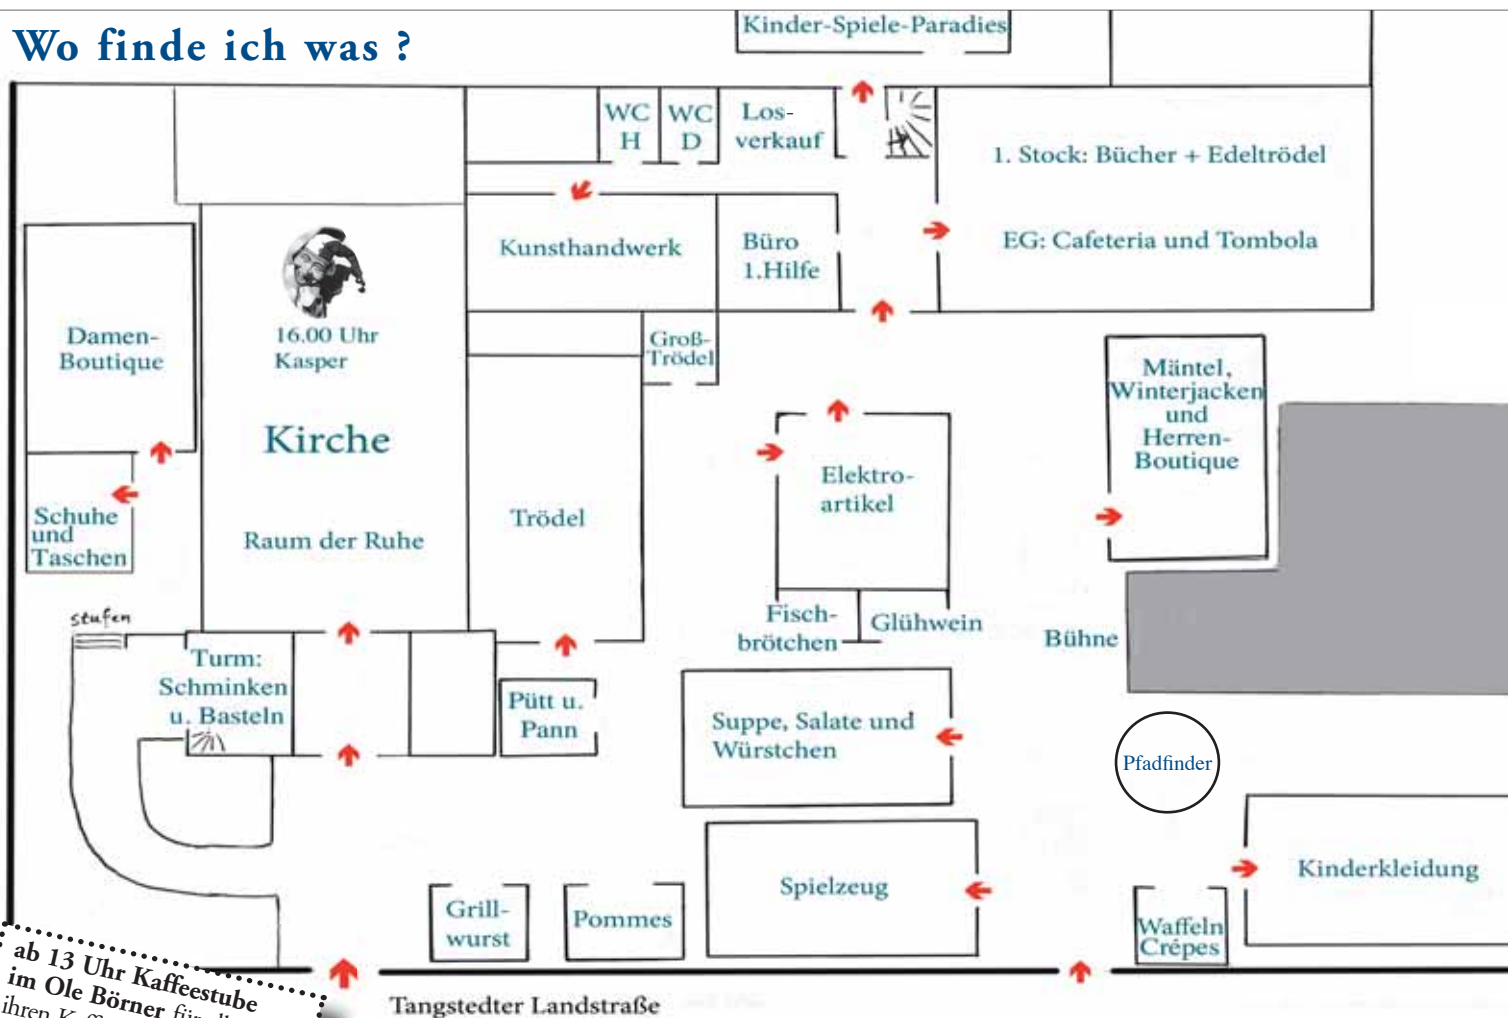 Wo finde ich was ?
Kinder-Spiele-Paradies
WC
H
WC
D
Los-
verkauf
1. Stock: Bücher + Edeltrödel
EG: Cafeteria und Tombola
Kunsthandwerk
Büro
1.Hilfe
Damen-
Boutique
16.00 Uhr
Kasper
Kirche
Raum der Ruhe
Groß-
Trödel
Trödel
Elektro-
artikel
Mäntel,
Winterjacken
und
Herren-
Boutique
Schuhe
und
Taschen
stufen
Fisch-
brötchen
Glühwein
Bühne
Turm:
Schminken
u. Basteln
Pütt u.
Pann
Suppe, Salate und
Würstchen
Pfadfinder
Spielzeug
Kinderkleidung
Grill-
wurst
Pommes
Waffeln
Crépes
ab 13 Uhr Kaffeestube
im Ole Börner
ihren
Tangstedter Landstraße